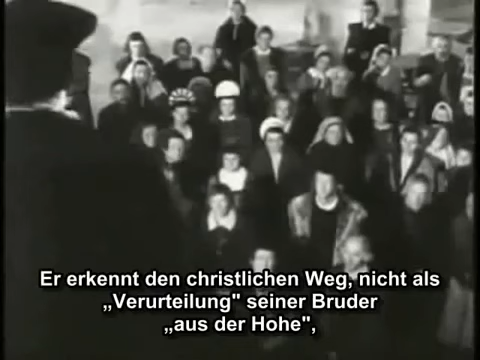 Er erkennt den christlichen Weg, nicht als
„Verurteilung" seiner Bruder
„aus der Hohe",